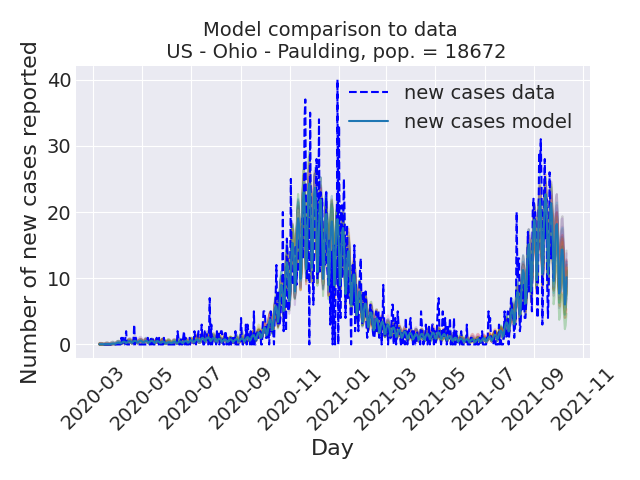 Model comparison to data
US - Ohio - Paulding, pop. = 18672
Number of new cases reported
40
30
20
10
0
new cases data
new cases model
2020-03
2020-05
2020-07
2020-09
2020-11
2021-01
2021-03
2021-05
2021-07
2021-09
2021-11
Day